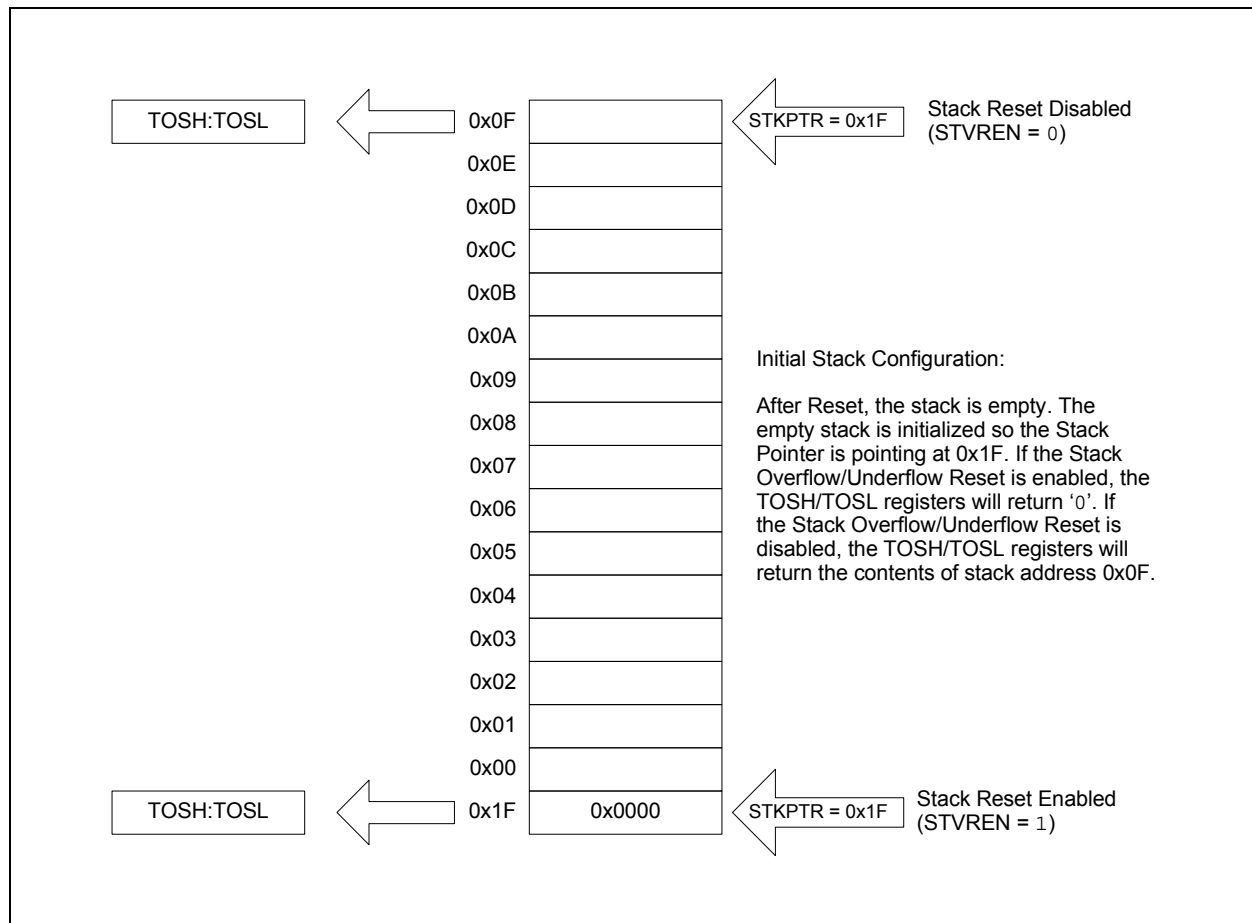 TOSH:TOSL
0x0F
STKPTR = 0x1F
Stack Reset Disabled
(STVREN = 0)
0x0E
0x0D
0x0C
0x0B
0x0A
0x09
0x08
0x07
0x06
0x05
0x04
0x03
0x02
0x01
0x00
Initial Stack Configuration:
After Reset, the stack is empty. The
empty stack is initialized so the Stack
Pointer is pointing at 0x1F. If the Stack
Overflow/Underflow Reset is enabled, the
TOSH/TOSL registers will return ‘0’. If
the Stack Overflow/Underflow Reset is
disabled, the TOSH/TOSL registers will
return the contents of stack address 0x0F.
TOSH:TOSL
0x1F
0x0000
STKPTR = 0x1F
Stack Reset Enabled
(STVREN = 1)